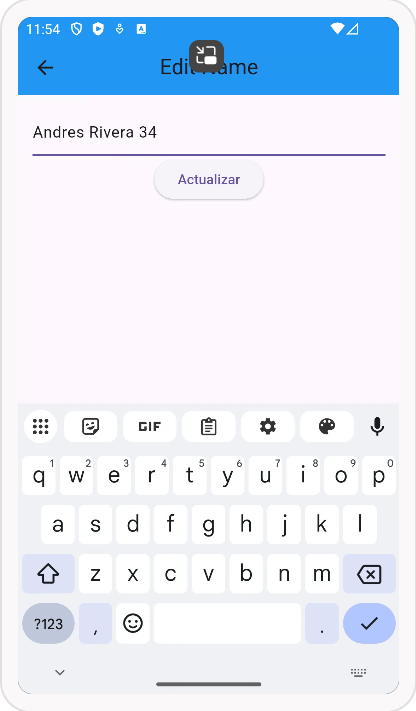 11:54
Edit Name
Andres Rivera 34
Actualizar
GIF
q1 w2 e3 r4 t5 y6 u7 i8 o9 p0
a s d f g h j k l
z x c v b n m
?123 , .